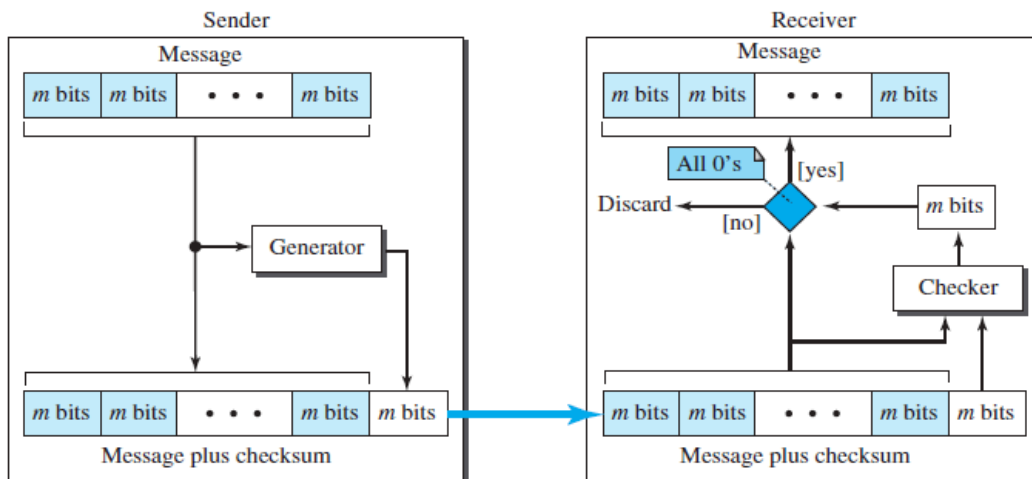 Sender
Message
m bits m bits • • • m bits
Generator
m bits m bits • • • m bits m bits
Message plus checksum
Receiver
Message
m bits m bits • • • m bits
All 0's
[yes]
Discard
[no]
m bits
Checker
m bits m bits • • • m bits m bits
Message plus checksum